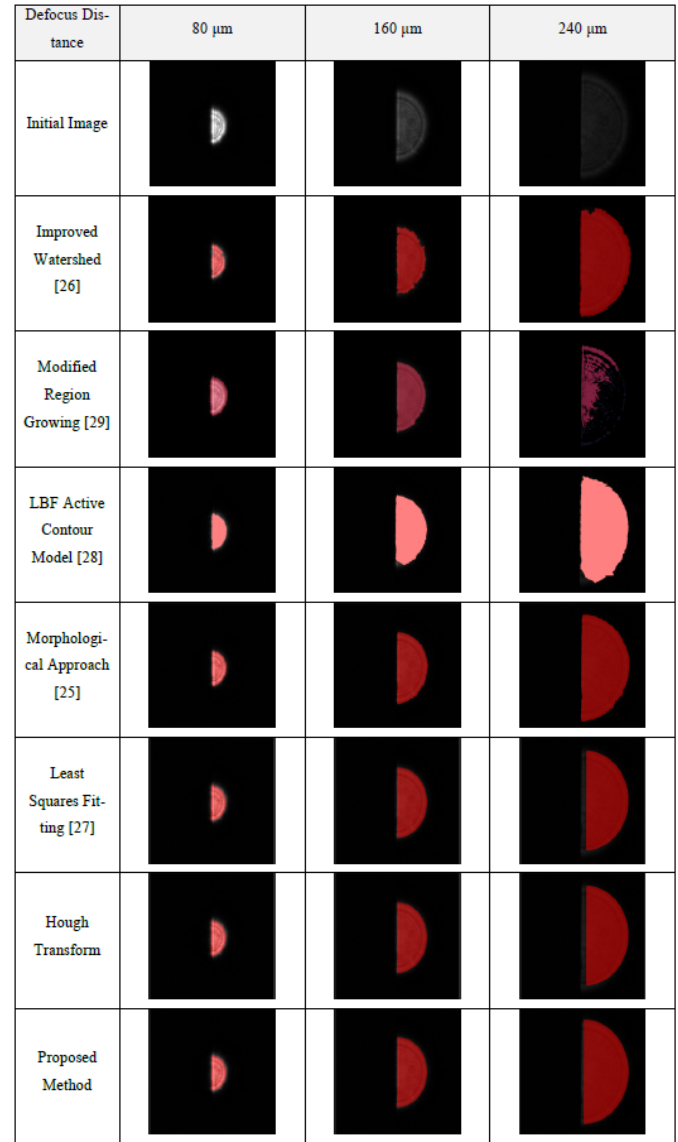 Defocus Dis-
tance
80 μm
160 μm
240 μm
Initial Image
Improved
Watershed
[26]
Modified
Region
Growing [29]
LBF Active
Contour
Model [28]
Morphologi-
cal Approach
[25]
Least
Squares Fit-
ting [27]
Hough
Transform
Proposed
Method